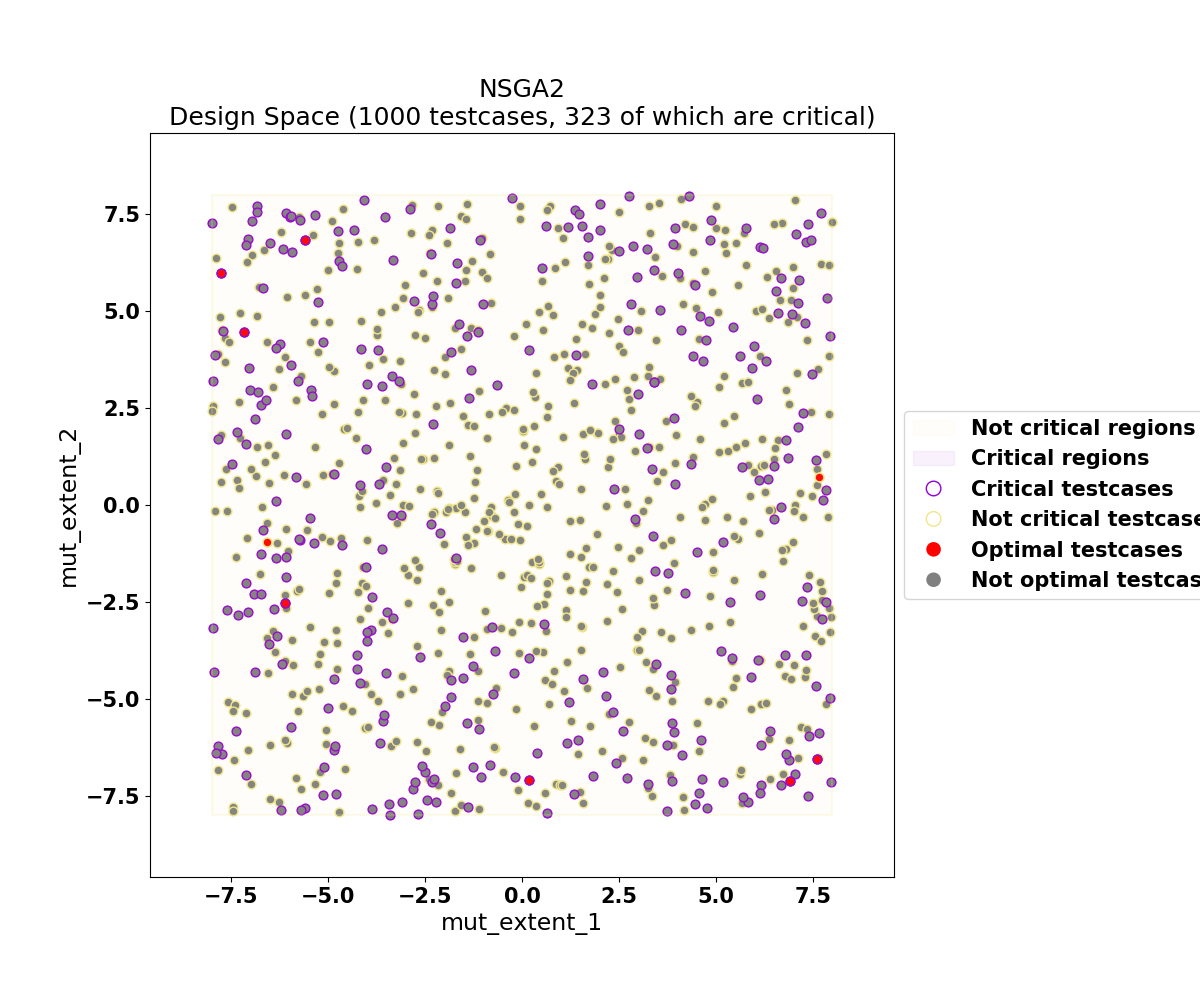 NSGA2
Design Space (1000 testcases, 323 of which are critical)
7.5
5.0
2.5
0.0
−2.5
−5.0
−7.5
mut_extent_2
−7.5 −5.0 −2.5 0.0 2.5 5.0 7.5
mut_extent_1
Not critical regions
Critical regions
Critical testcases
Not critical testcase
Optimal testcases
Not optimal testcas